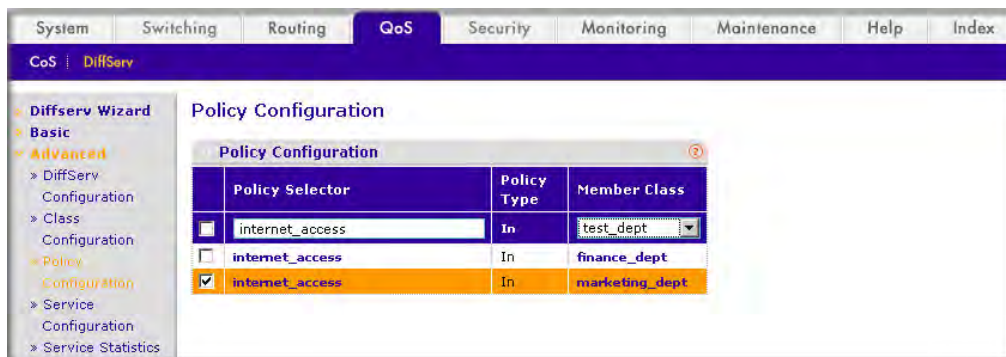 System Switching Routing QoS Security Monitoring Maintenance Help Index
CoS DiffServ
Diffserv Wizard
Basic
Advanced
» DiffServ
Configuration
» Class
Configuration
» Policy
Configuration
» Service
Configuration
» Service Statistics
Policy Configuration
Policy Configuration ?
Policy Selector Policy Type Member Class
internet_access In test_dept
internet_access In finance_dept
internet_access In marketing_dept